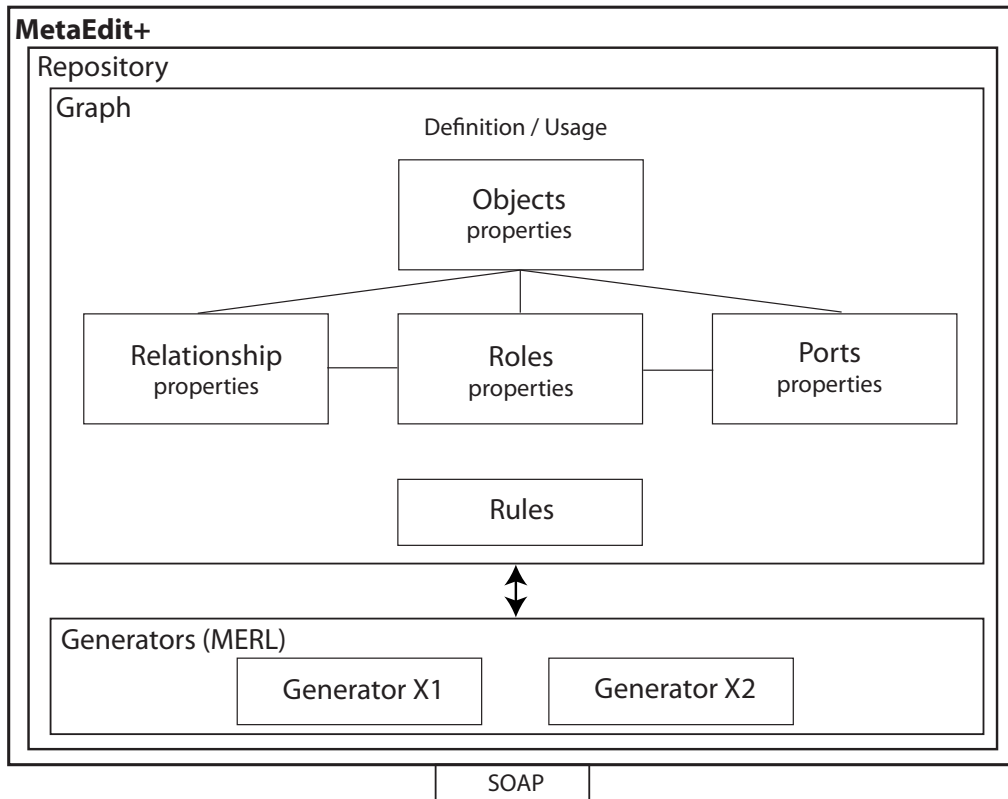 MetaEdit+
Repository
Graph
Definition / Usage
Objects
properties
Relationship
properties
Roles
properties
Ports
properties
Rules
Generators (MERL)
Generator X1
Generator X2
SOAP